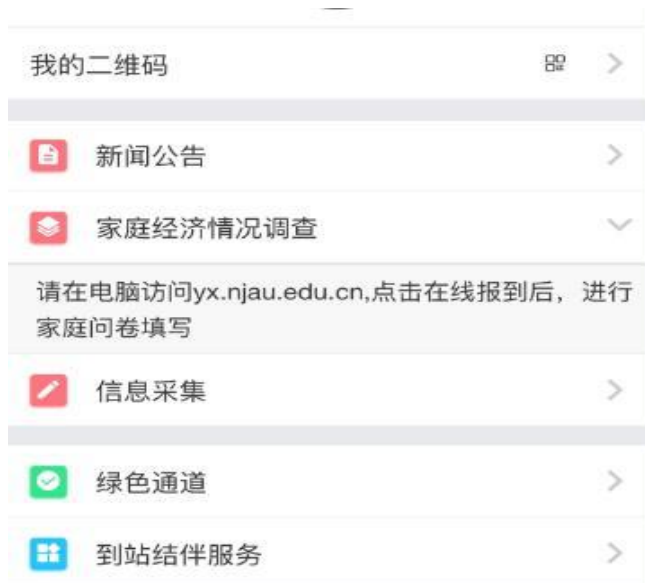 我的二维码
新闻公告
家庭经济情况调查
请在电脑访问yx.njau.edu.cn,点击在线报到后，进行
家庭问卷填写
信息采集
绿色通道
到站结伴服务